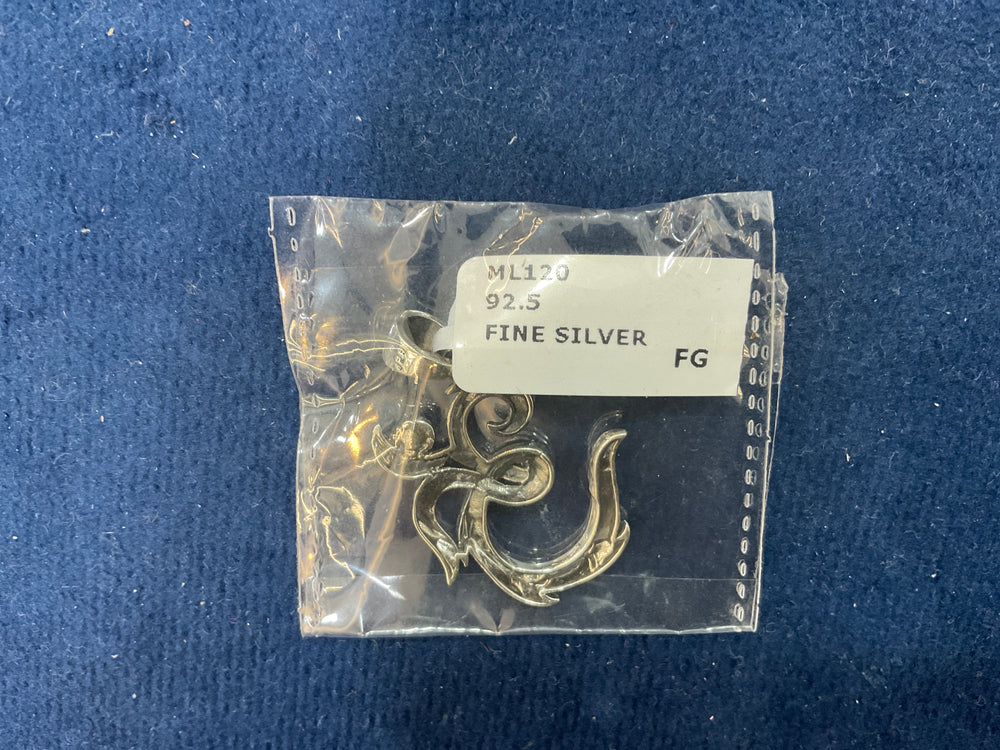 ML120
92.5
FINE SILVER
FG